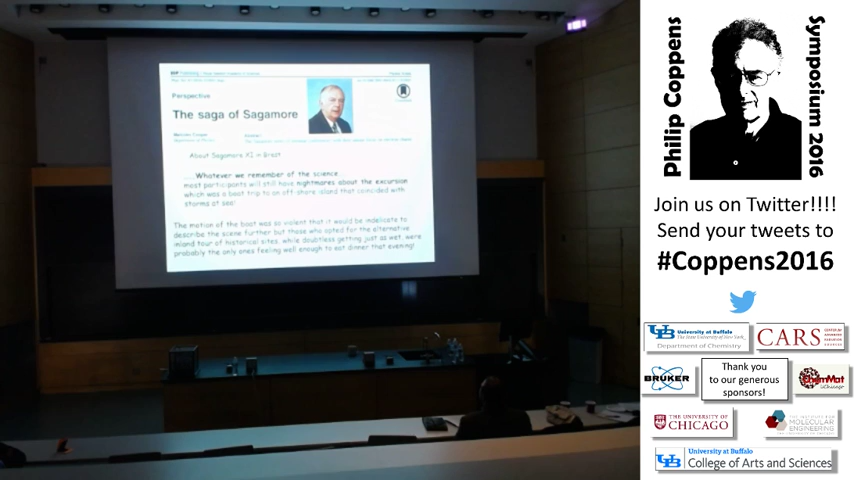 Perspective
The saga of Sagamore
About Sagamore XI in Brest
....Whatever we remember of the science
most participants will still have nightmares about the excursion
which was a boat trip to an off-shore island that coincided with
storms at sea!
The motion of the boat was so violent that it would be indelicate to
describe the scene further but those who opted for the alternative
inland tour of historical sites, while doubtless getting just as wet, were
probably the only ones feeling well enough to eat dinner that evening!
Philip Coppens
Symposium 2016
Join us on Twitter!!!!
Send your tweets to
#Coppens2016
UB University at Buffalo
The State University of New York
Department of Chemistry
CARS
BRUKER
Thank you
to our generous
sponsors!
ChemMat
THE UNIVERSITY OF
CHICAGO
THE INSTITUTE FOR
MOLECULAR
ENGINEERING
UB University at Buffalo
College of Arts and Sciences